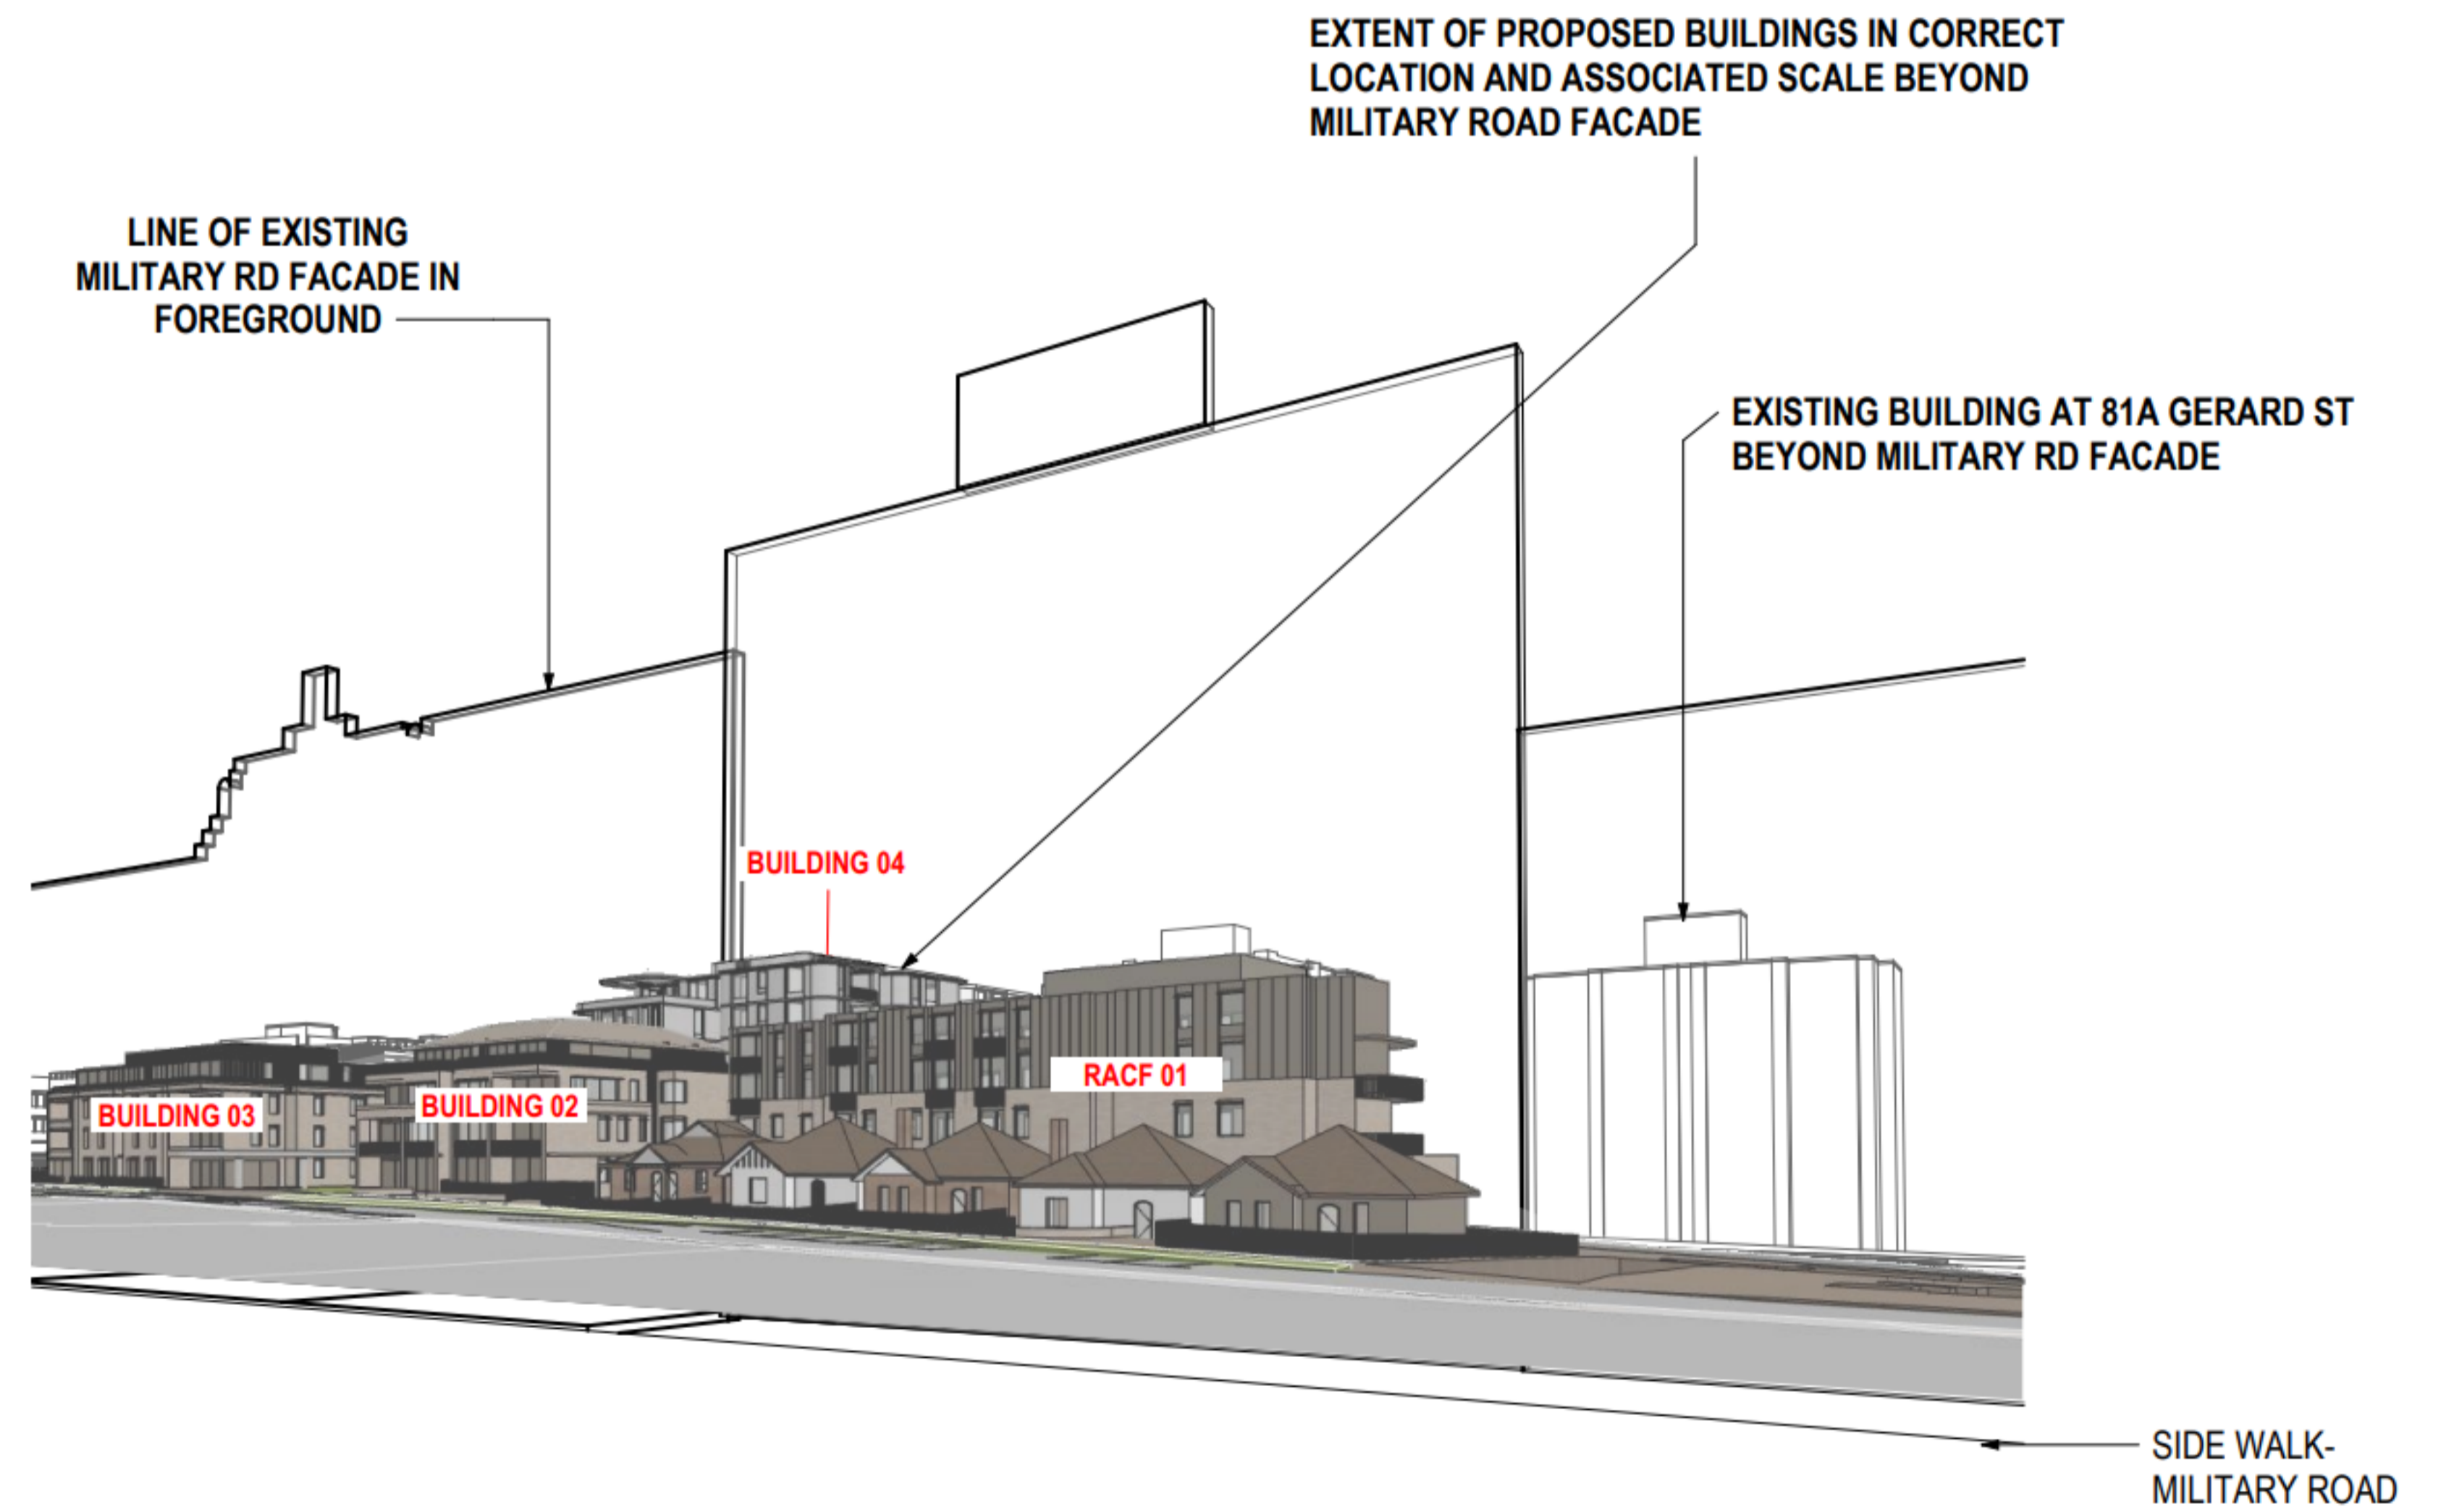 EXTENT OF PROPOSED BUILDINGS IN CORRECT
LOCATION AND ASSOCIATED SCALE BEYOND
MILITARY ROAD FACADE
LINE OF EXISTING
MILITARY RD FACADE IN
FOREGROUND
EXISTING BUILDING AT 81A GERARD ST
BEYOND MILITARY RD FACADE
BUILDING 04
RACF 01
BUILDING 03
BUILDING 02
SIDE WALK-
MILITARY ROAD